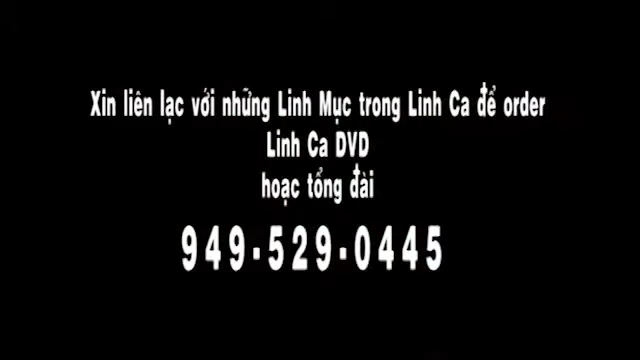 Xin liên lạc với những Linh Mục trong Linh Ca để order
Linh Ca DVD
hoạc tổng đài
949-529-0445